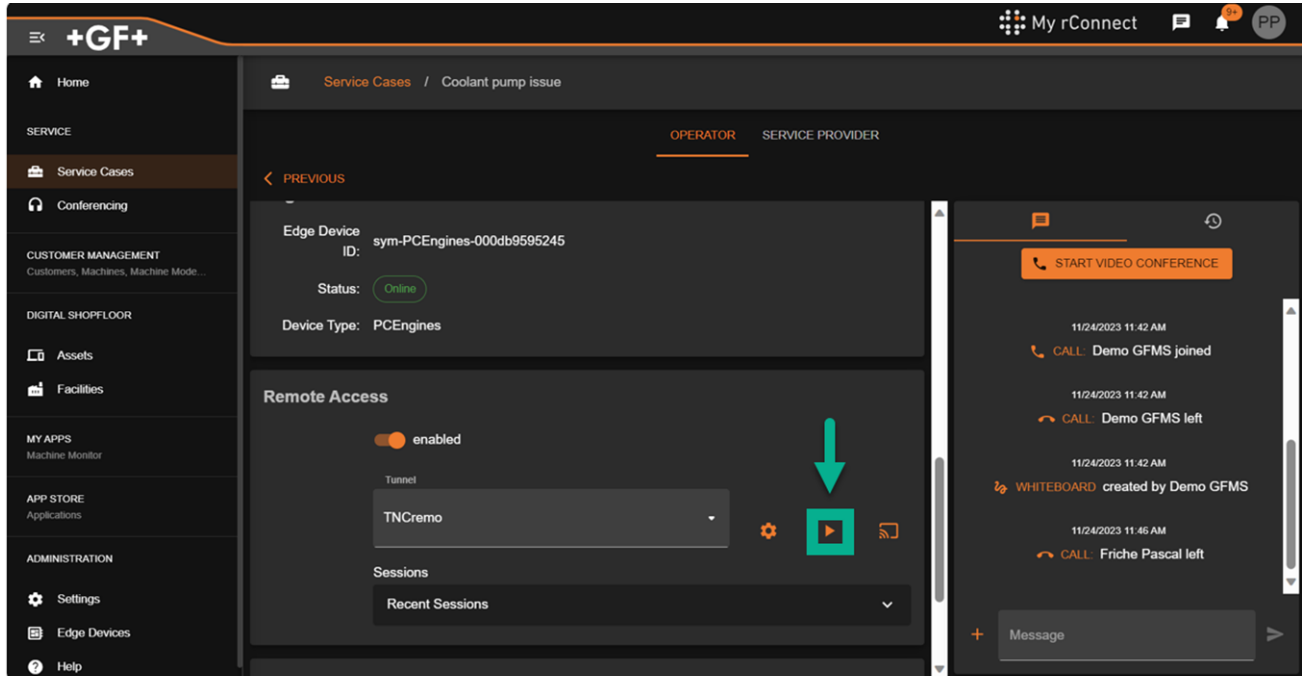 +GF+
My rConnect
9+
PP
Home
SERVICE
Service Cases
Conferencing
CUSTOMER MANAGEMENT
Customers, Machines, Machine Mode...
DIGITAL SHOPFLOOR
Assets
Facilities
MY APPS
Machine Monitor
APP STORE
Applications
ADMINISTRATION
Settings
Edge Devices
Help
Service Cases / Coolant pump issue
OPERATOR SERVICE PROVIDER
PREVIOUS
Edge Device
ID: sym-PCEngines-000db9595245
Status: Online
Device Type: PCEngines
Remote Access
enabled
Tunnel
TNCremo
Sessions
Recent Sessions
START VIDEO CONFERENCE
11/24/2023 11:42 AM
CALL: Demo GFMS joined
11/24/2023 11:42 AM
CALL: Demo GFMS left
11/24/2023 11:42 AM
WHITEBOARD created by Demo GFMS
11/24/2023 11:46 AM
CALL: Friche Pascal left
Message